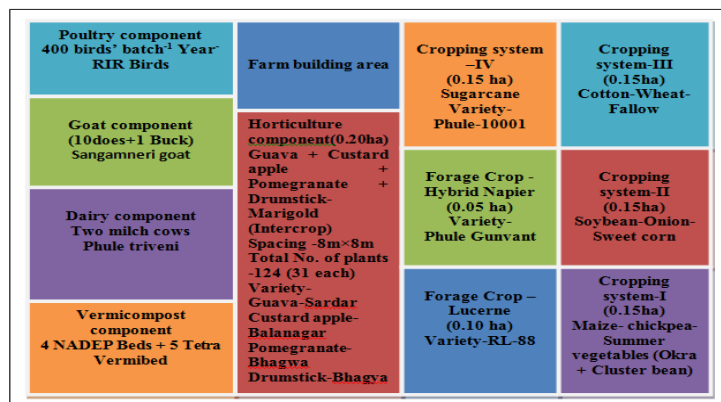 Poultry component
400 birds' batch-1 Year-
RIR Birds
Goat component
(10does+1 Buck)
Sangamneri goat
Dairy component
Two milch cows
Phule triveni
Vermicompost
component
4 NADEP Beds + 5 Tetra
Vermibed
Farm building area
Horticulture
component(0.20ha)
Guava + Custard
apple +
Pomegranate +
Drumstick-
Marigold
(Intercrop)
Spacing -8m×8m
Total No. of plants
-124 (31 each)
Variety-
Guava-Sardar
Custard apple-
Balanagar
Pomegranate-
Bhagwa
Drumstick-Bhagya
Cropping system
–IV
(0.15 ha)
Sugarcane
Variety-
Phule-10001
Forage Crop -
Hybrid Napier
(0.05 ha)
Variety-
Phule Gunvant
Forage Crop –
Lucerne
(0.10 ha)
Variety-RL-88
Cropping
system-III
(0.15ha)
Cotton-Wheat-
Fallow
Cropping
system-II
(0.15ha)
Soybean-Onion-
Sweet corn
Cropping
system-I
(0.15ha)
Maize- chickpea-
Summer
vegetables (Okra
+ Cluster bean)